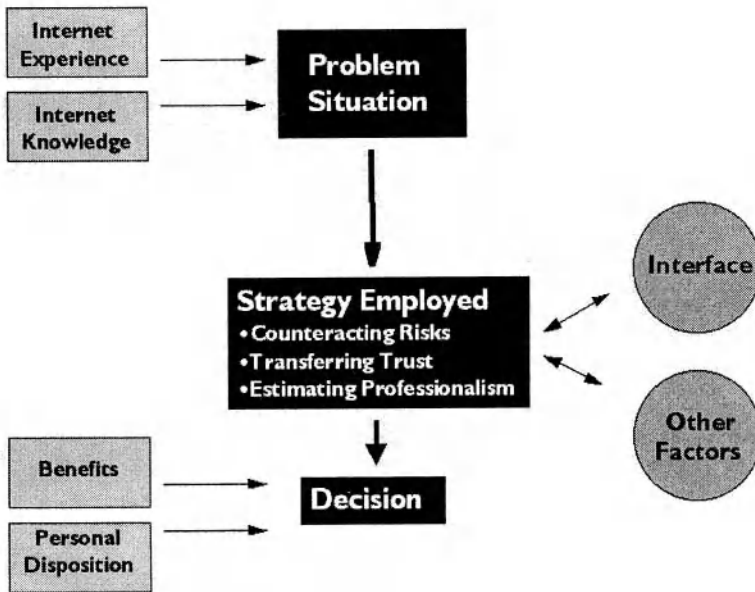 Internet
Experience
Internet
Knowledge
Problem
Situation
Strategy Employed
•Counteracting Risks
•Transferring Trust
•Estimating Professionalism
Interface
Other
Factors
Benefits
Personal
Disposition
Decision